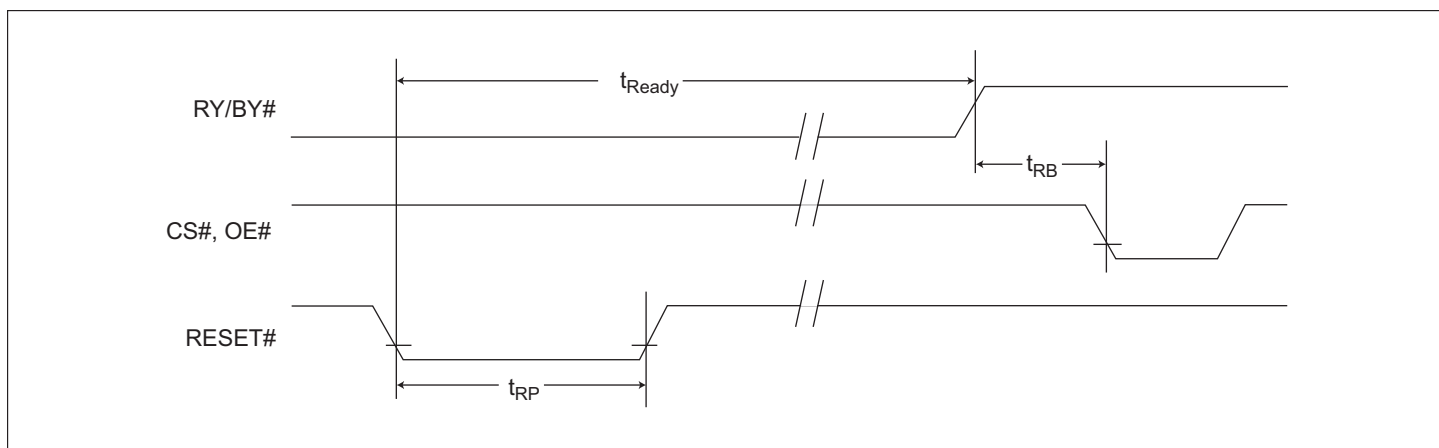 tReady
RY/BY#
tRB
CS#, OE#
RESET#
tRP